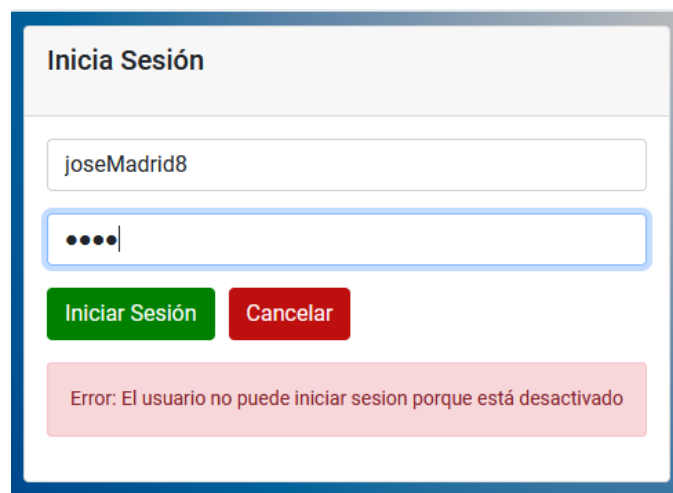 Inicia Sesión
joseMadrid8
••••
Iniciar Sesión
Cancelar
Error: El usuario no puede iniciar sesion porque está desactivado